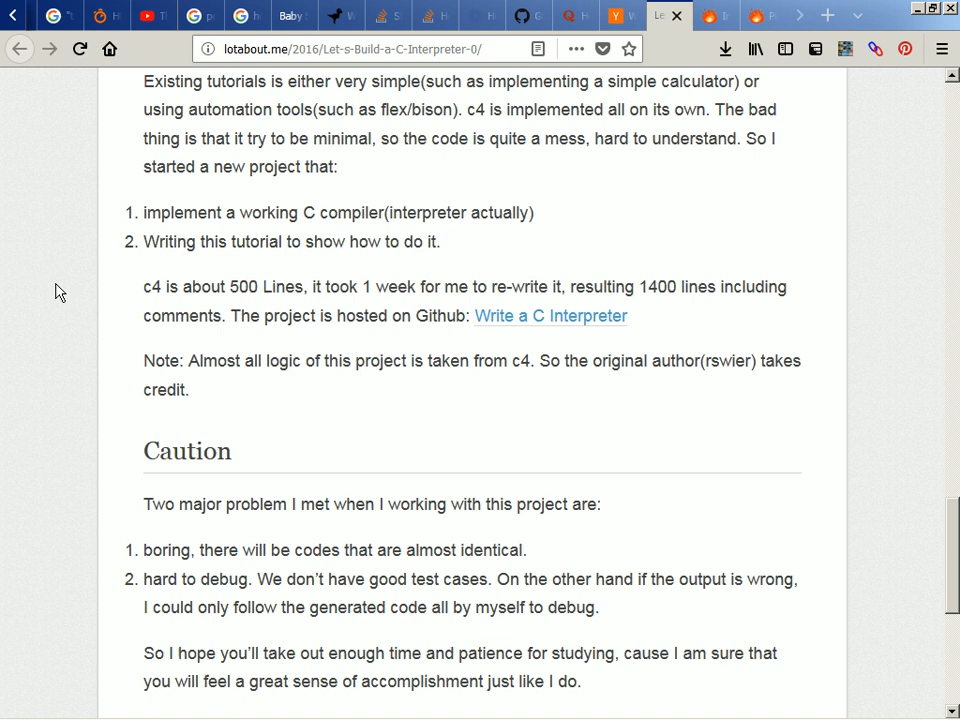 Baby
Le
lotabout.me/2016/Let-s-Build-a-C-Interpreter-0/
Existing tutorials is either very simple(such as implementing a simple calculator) or
using automation tools(such as flex/bison). c4 is implemented all on its own. The bad
thing is that it try to be minimal, so the code is quite a mess, hard to understand. So I
started a new project that:
1. implement a working C compiler(interpreter actually)
2. Writing this tutorial to show how to do it.
c4 is about 500 Lines, it took 1 week for me to re-write it, resulting 1400 lines including
comments. The project is hosted on Github: Write a C Interpreter
Note: Almost all logic of this project is taken from c4. So the original author(rswier) takes
credit.
Caution
Two major problem I met when I working with this project are:
1. boring, there will be codes that are almost identical.
2. hard to debug. We don’t have good test cases. On the other hand if the output is wrong,
I could only follow the generated code all by myself to debug.
So I hope you’ll take out enough time and patience for studying, cause I am sure that
you will feel a great sense of accomplishment just like I do.